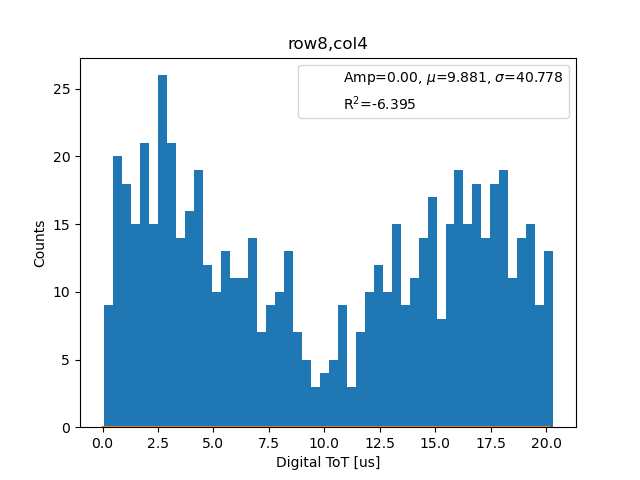 row8,col4
Amp=0.00, μ=9.881, σ=40.778
R²=-6.395
Counts
25
20
15
10
5
0
0.0 2.5 5.0 7.5 10.0 12.5 15.0 17.5 20.0
Digital ToT [us]